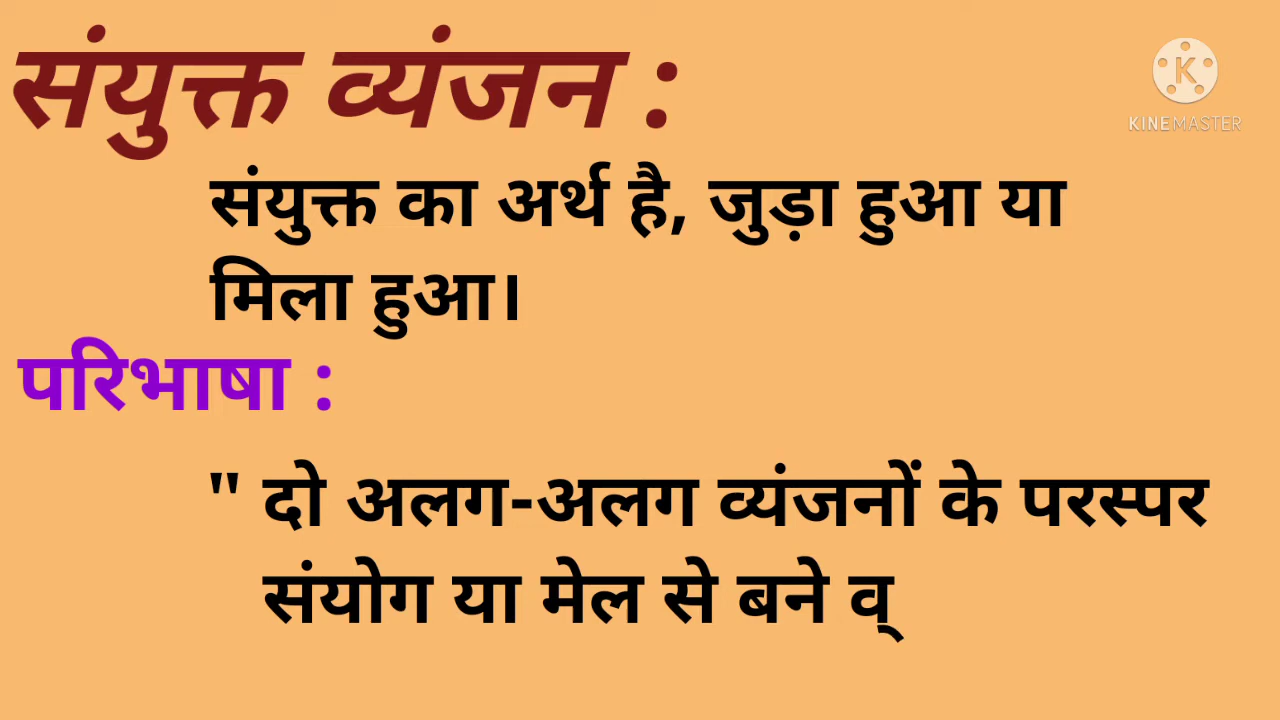 संयुक्त व्यंजन :
KINEMASTER
संयुक्त का अर्थ है, जुड़ा हुआ या
मिला हुआ।
परिभाषा :
" दो अलग-अलग व्यंजनों के परस्पर
संयोग या मेल से बने व्